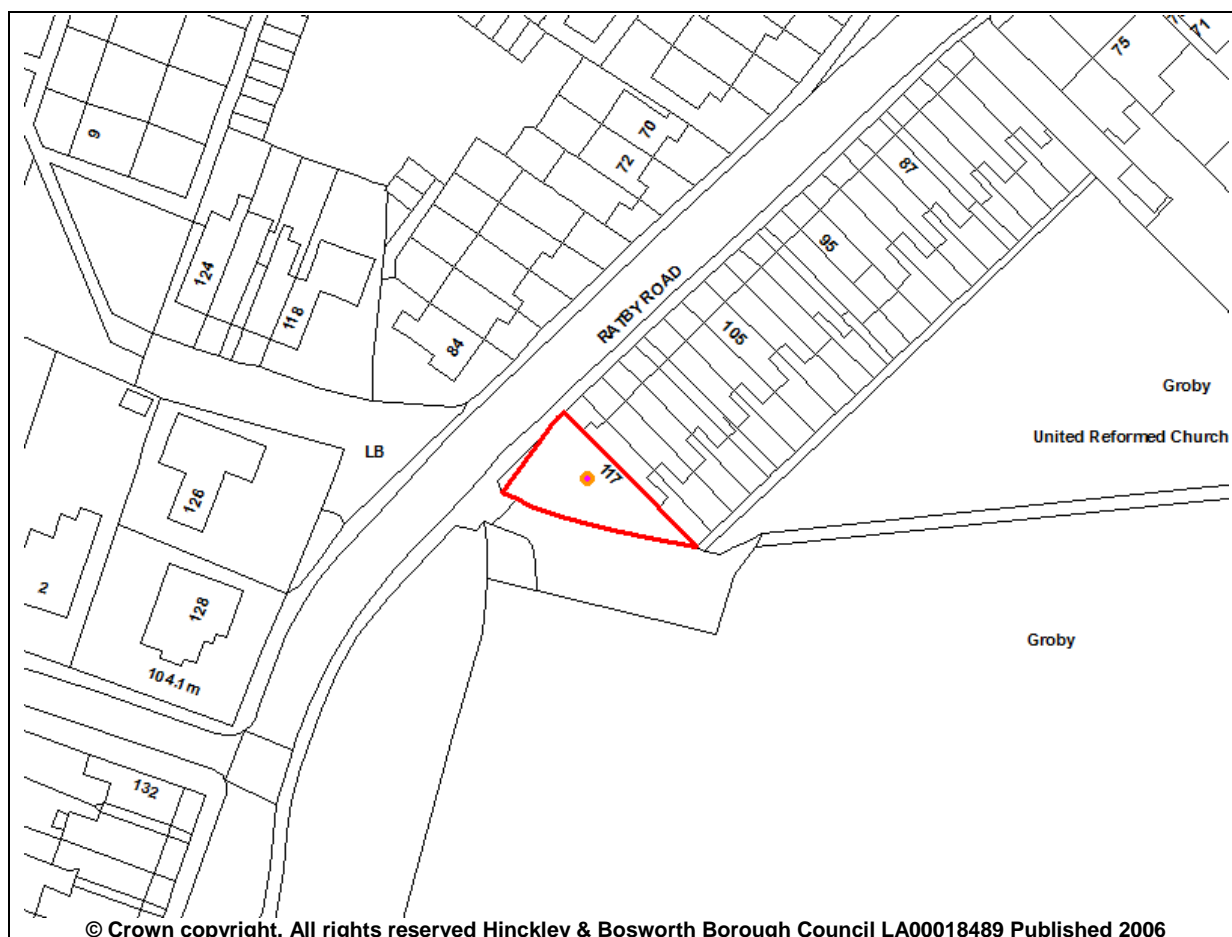 71
75
9
70
72
87
95
124
118
RATBY ROAD
105
84
Groby
United Reformed Church
LB
117
126
2
128
Groby
104.1m
132
© Crown copyright. All rights reserved Hinckley & Bosworth Borough Council LA00018489 Published 2006